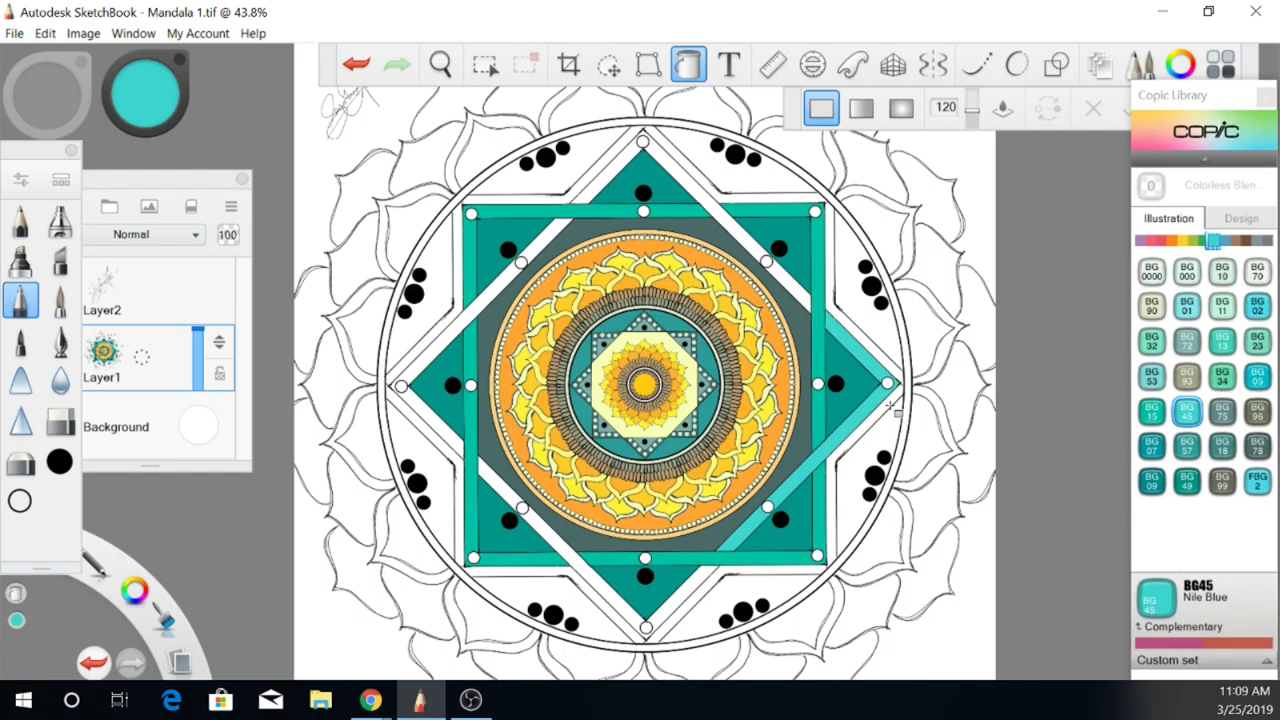 Autodesk SketchBook - Mandala 1.tif @ 43.8%
File Edit Image Window My Account Help
T
120
Copic Library
COPIC
0 Colorless Blen..
Illustration Design
Normal 100
Layer2
Layer1
Background
BG 0000 BG 000 BG 10 BG 70
BG 90 BG 01 BG 11 BG 02
BG 32 BG 72 BG 13 BG 23
BG 53 BG 93 BG 34 BG 05
BG 15 BG 45 BG 75 BG 96
BG 07 BG 57 BG 18 BG 78
BG 09 BG 49 BG 99 FBG 2
BG 45
BG45
Nile Blue
Complementary
Custom set
11:09 AM
3/25/2019